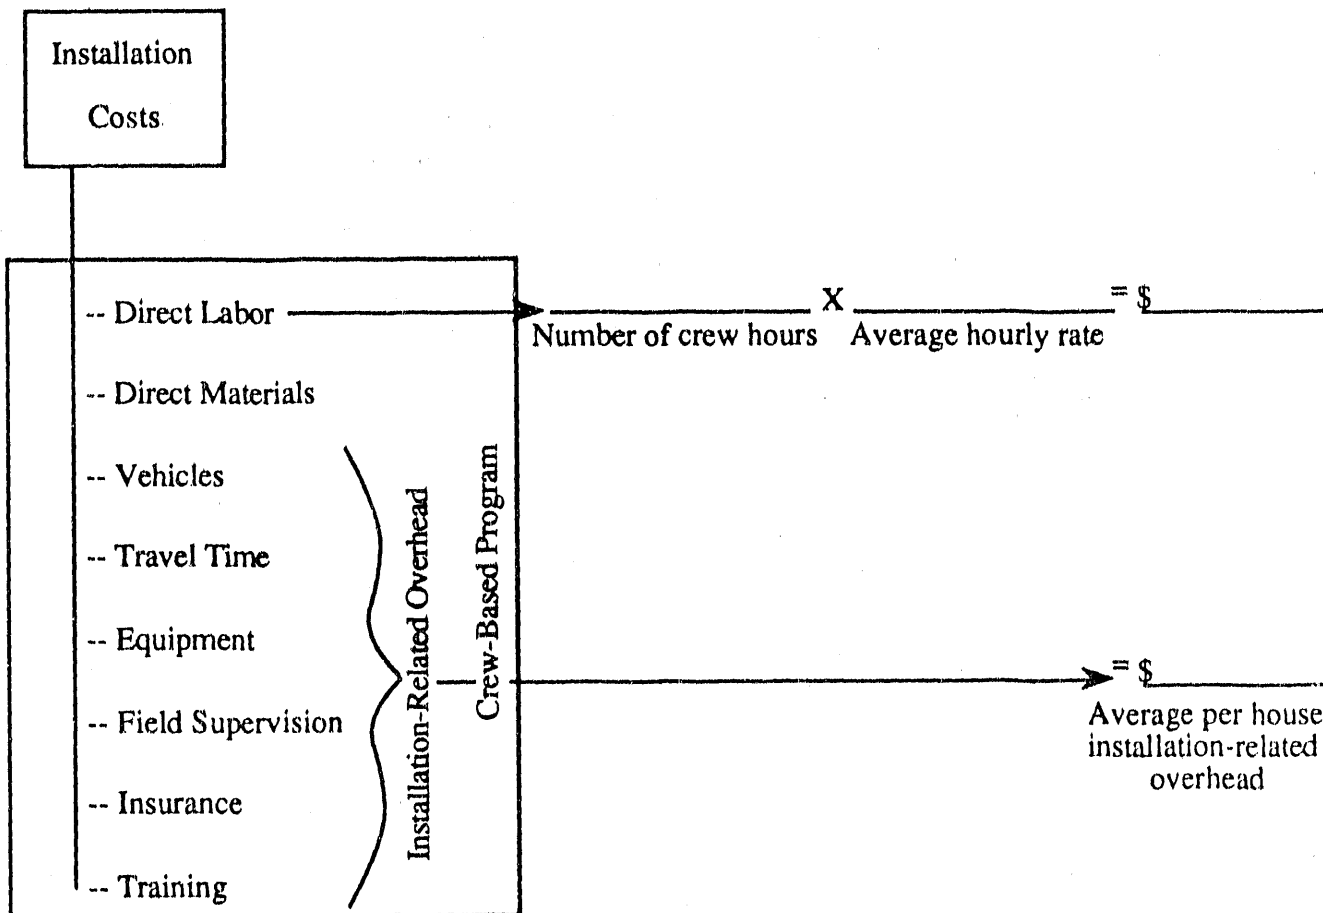 Installation
Costs
-- Direct Labor
X
= $
Number of crew hours
Average hourly rate
-- Direct Materials
-- Vehicles
-- Travel Time
-- Equipment
-- Field Supervision
-- Insurance
-- Training
Installation-Related Overhead
Crew-Based Program
= $
Average per house
installation-related
overhead